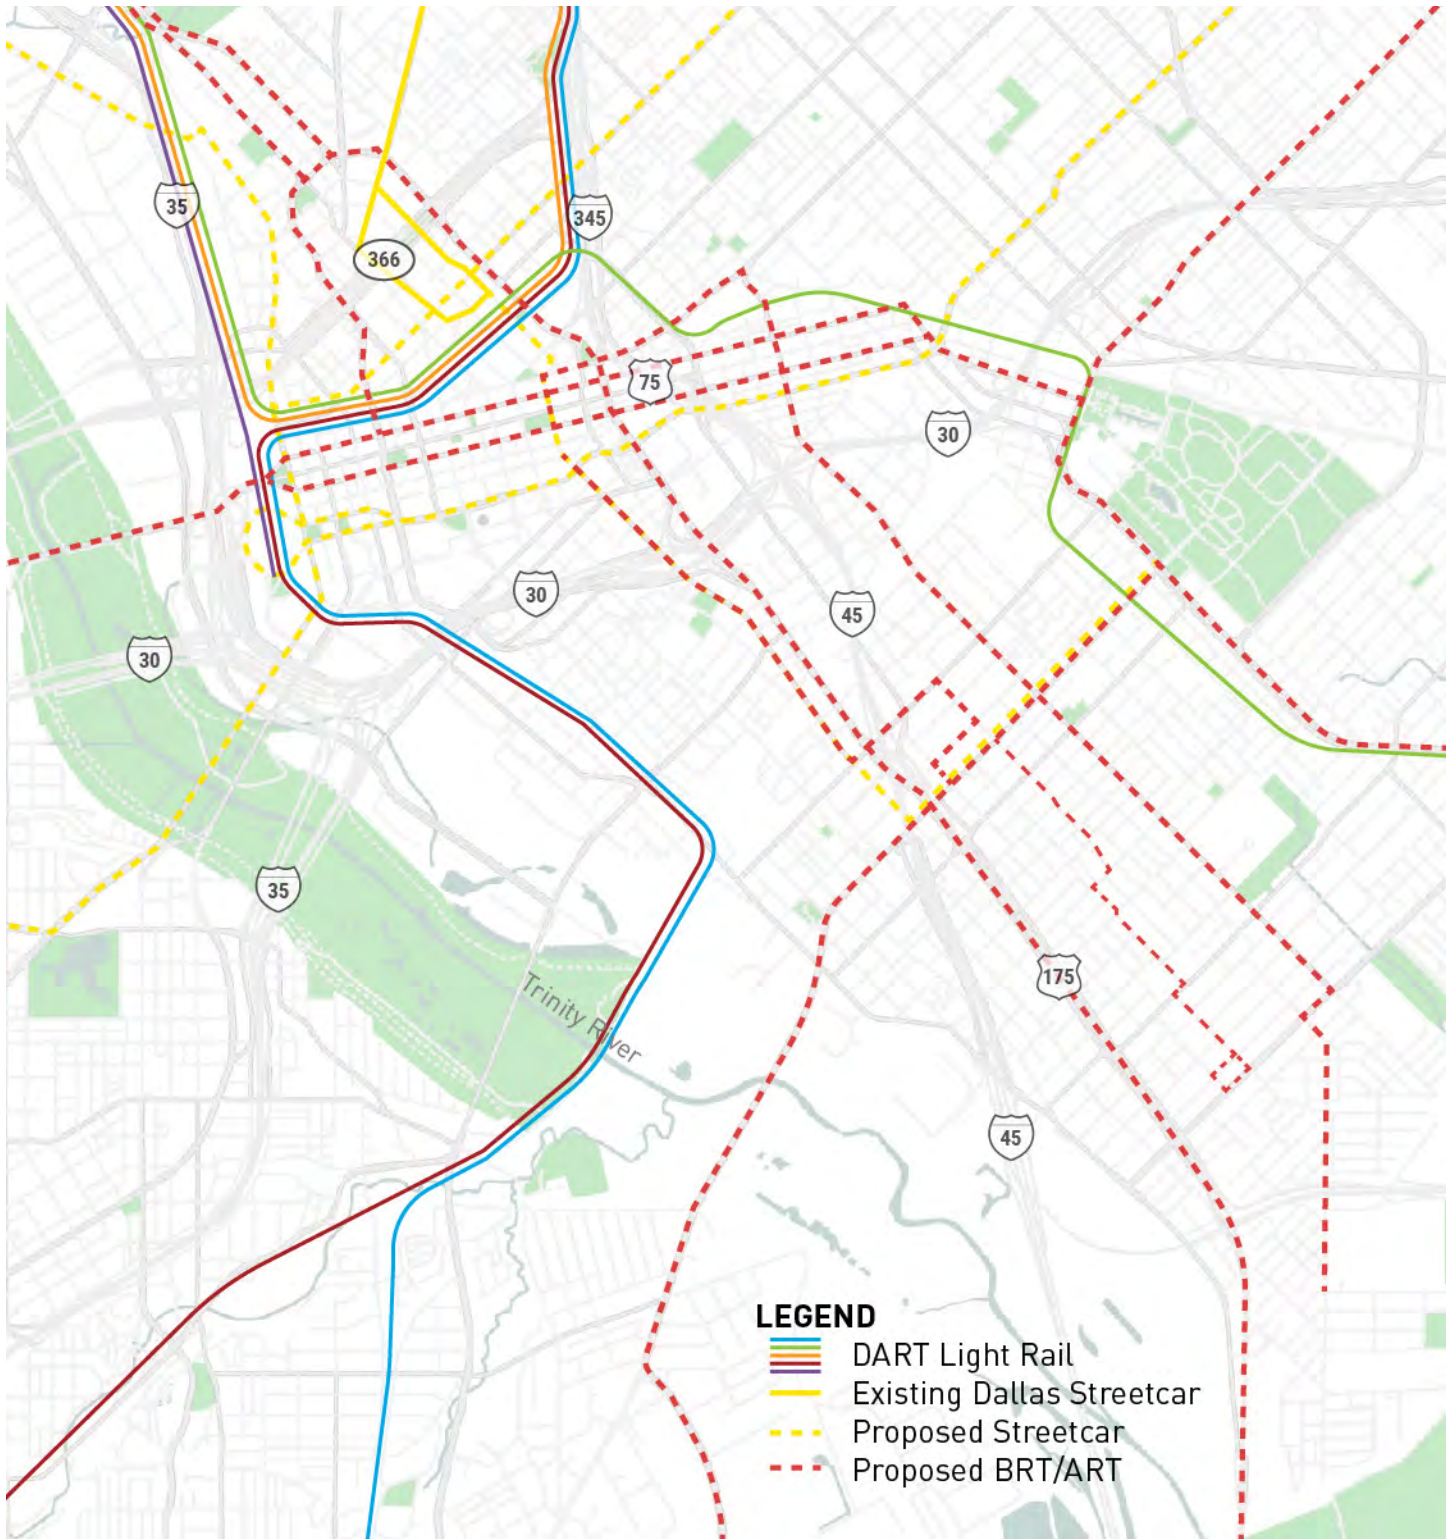 35
345
366
75
30
30
45
30
35
175
Trinity River
45
LEGEND
DART Light Rail
Existing Dallas Streetcar
Proposed Streetcar
Proposed BRT/ART